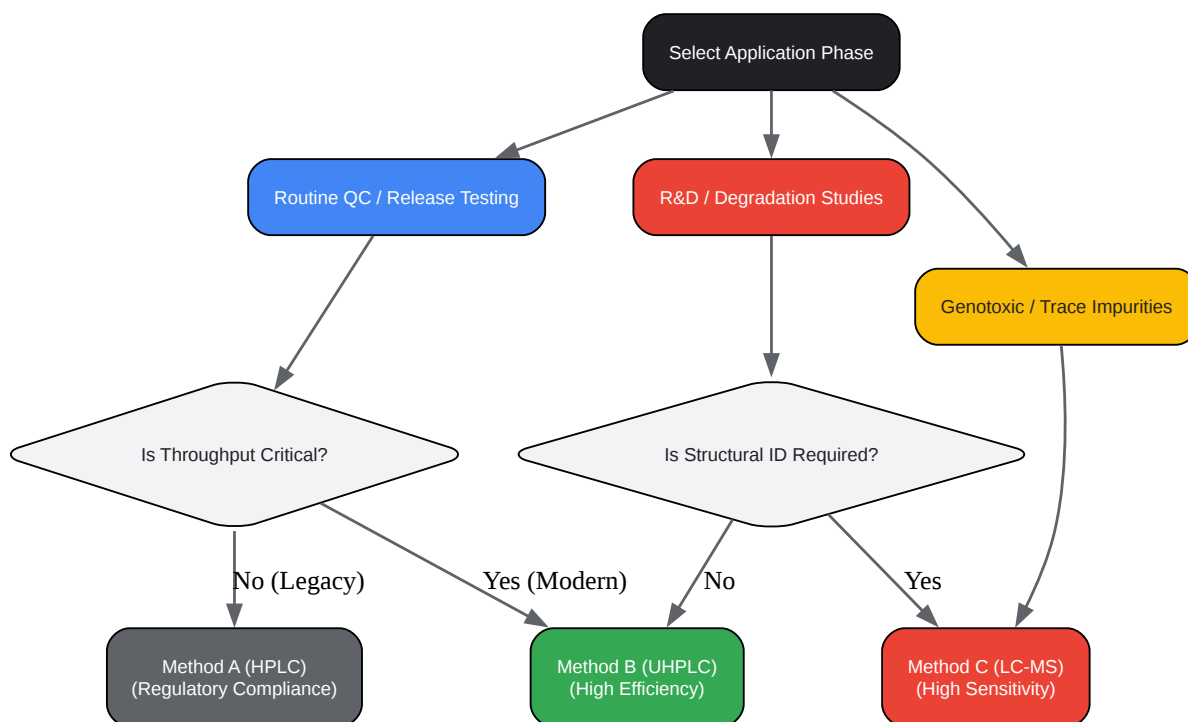 Select Application Phase
Routine QC / Release Testing
R&D / Degradation Studies
Genotoxic / Trace Impurities
Is Throughput Critical?
Is Structural ID Required?
No (Legacy)
Yes (Modern)
No
Yes
Method A (HPLC)
(Regulatory Compliance)
Method B (UHPLC)
(High Efficiency)
Method C (LC-MS)
(High Sensitivity)